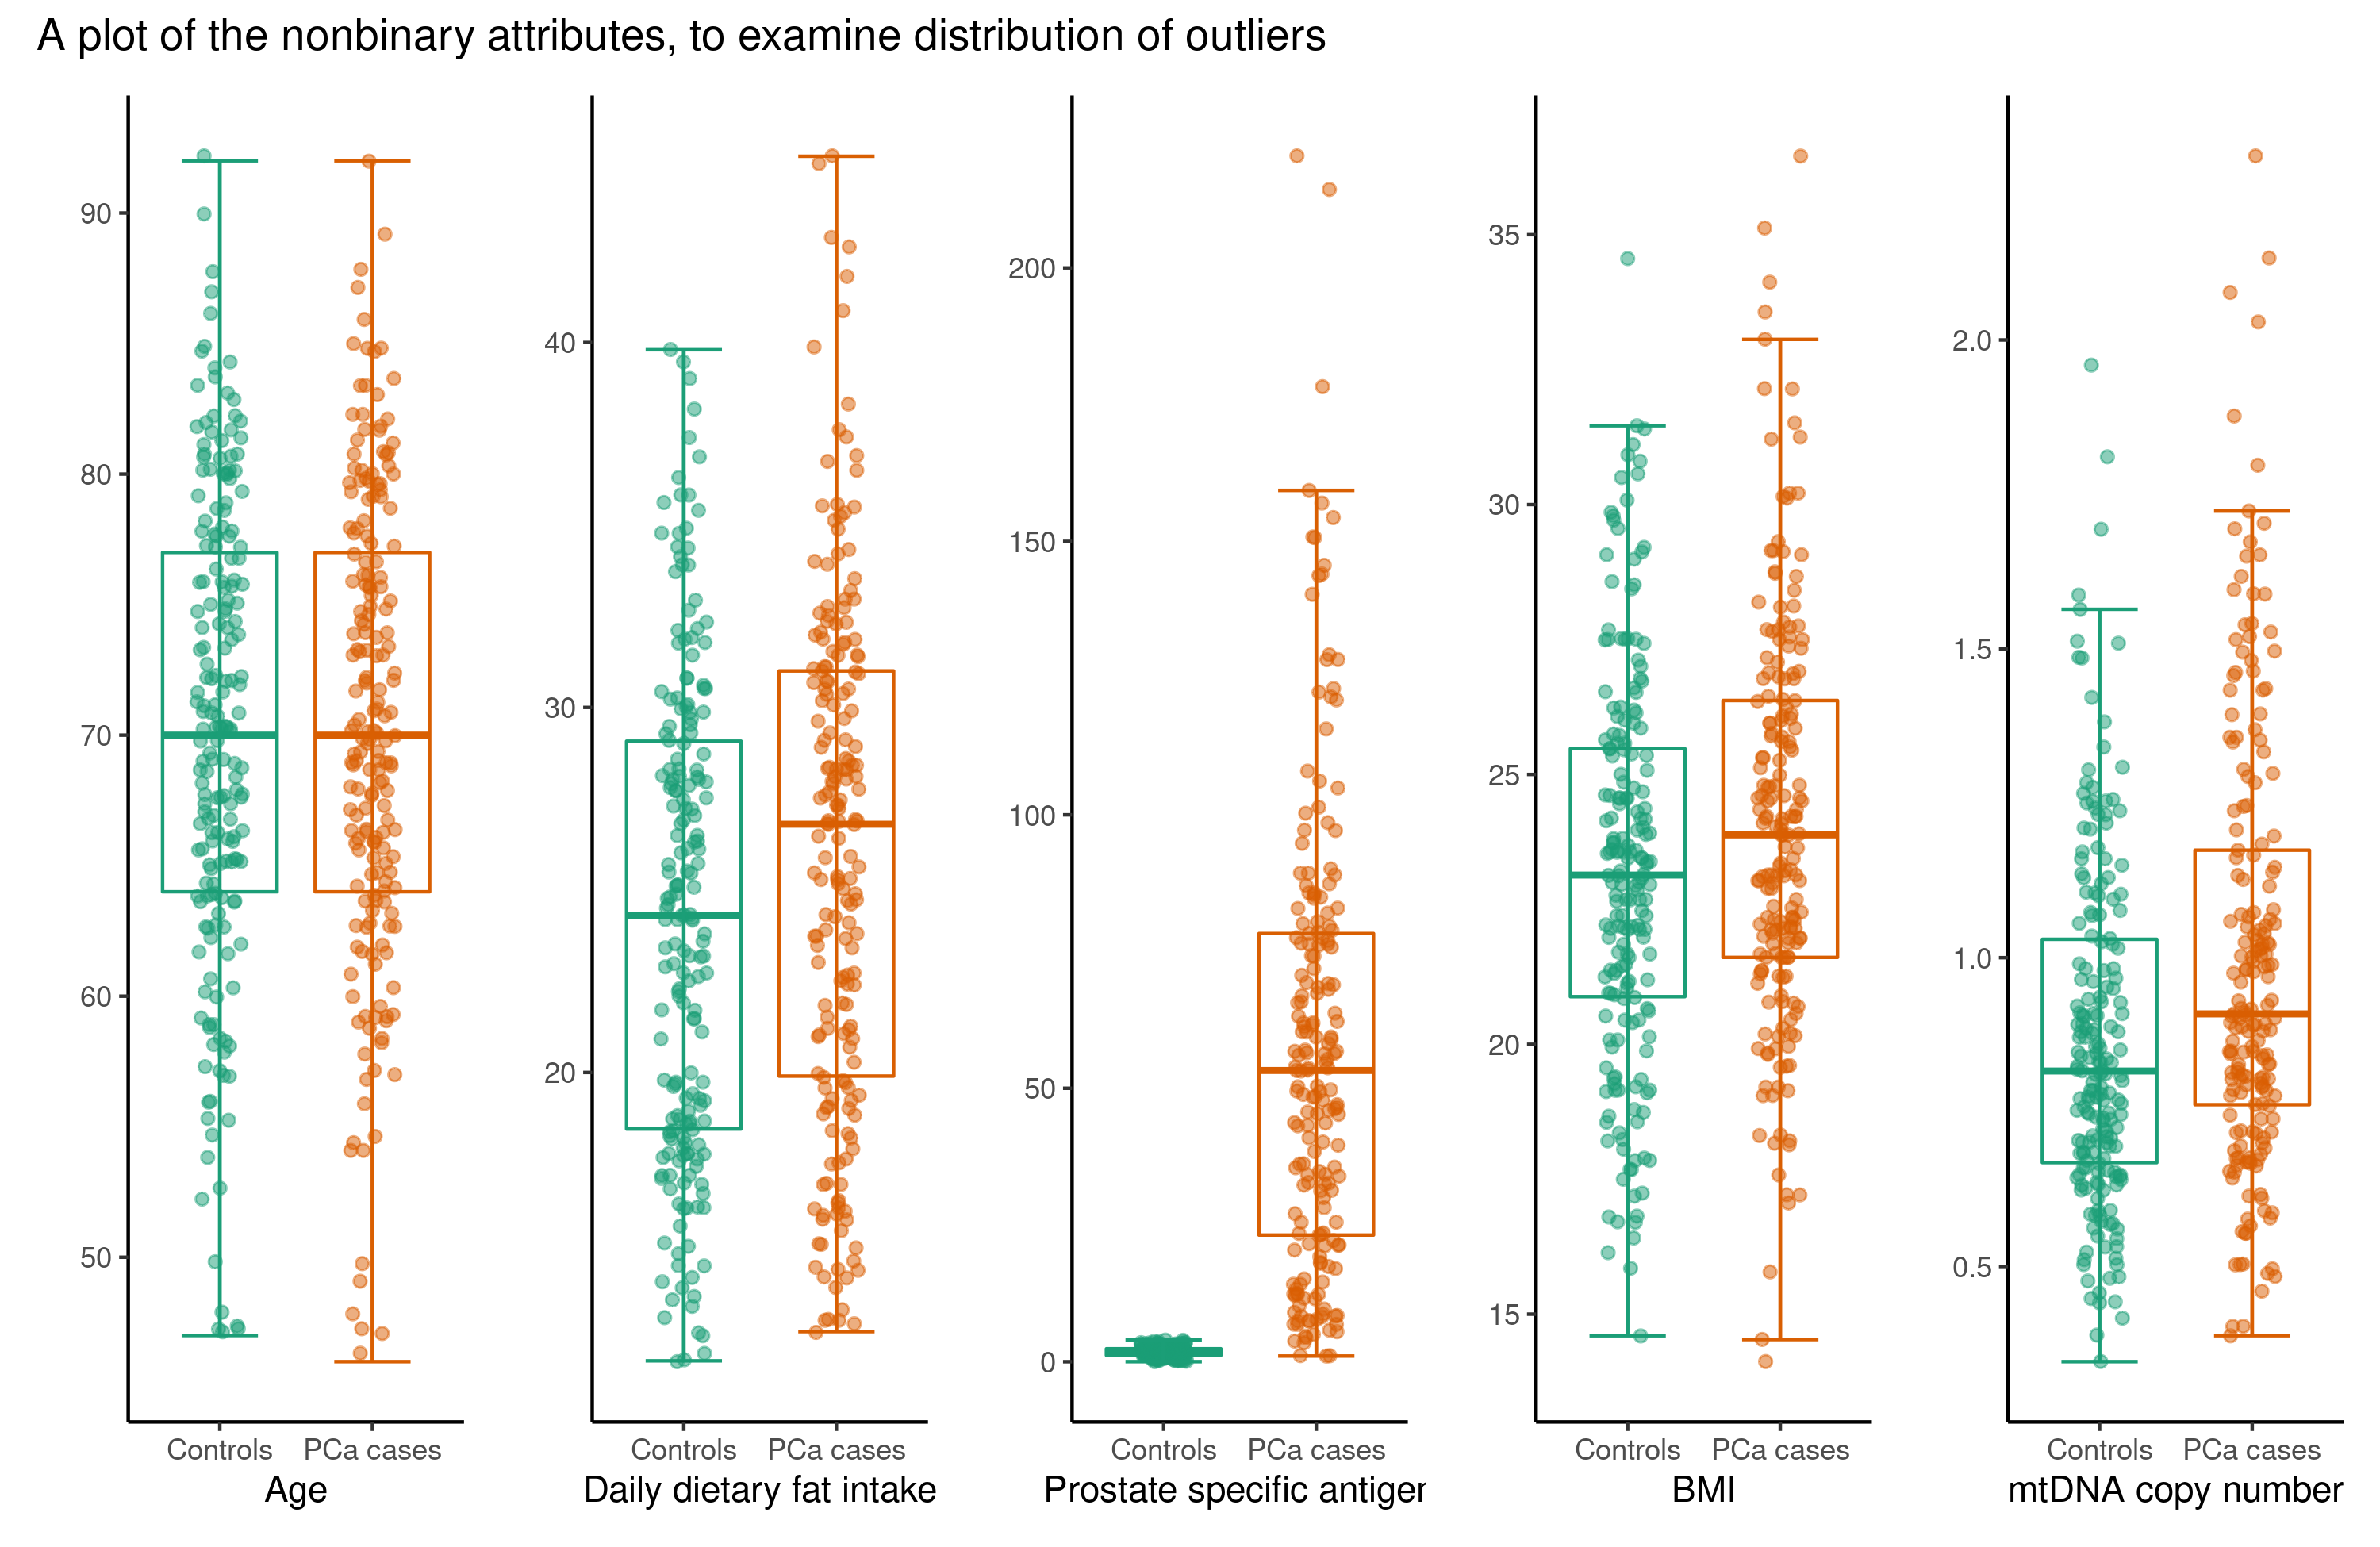 A plot of the nonbinary attributes, to examine distribution of outliers
90
80
70
60
50
Controls PCa cases
Age
40
30
20
Controls PCa cases
Daily dietary fat intake
200
150
100
50
0
Controls PCa cases
Prostate specific antiger
35
30
25
20
15
Controls PCa cases
BMI
2.0
1.5
1.0
0.5
Controls PCa cases
mtDNA copy number